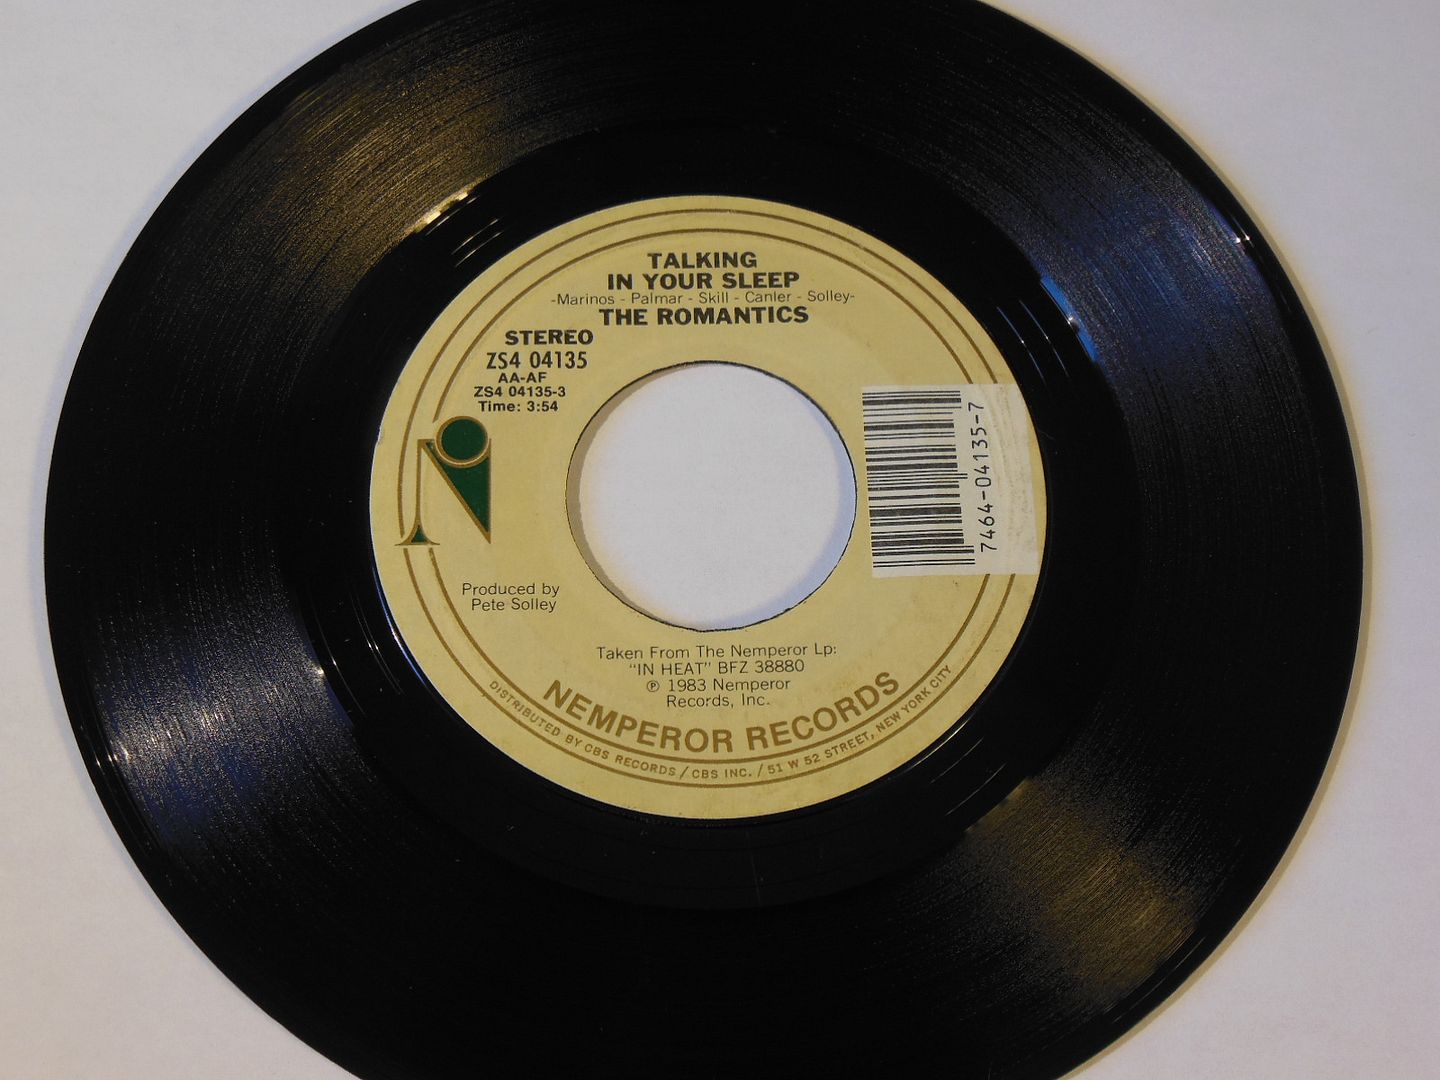 TALKING
IN YOUR SLEEP
-Marinos - Palmar - Skill - Canler - Solley-
THE ROMANTICS
STEREO
ZS4 04135
AA-AF
ZS4 04135-3
Time: 3:54
7464-04135-7
Produced by
Pete Solley
Taken From The Nemperor Lp:
"IN HEAT" BFZ 38880
℗ 1983 Nemperor
Records, Inc.
NEMPEROR RECORDS
DISTRIBUTED BY CBS RECORDS / CBS INC. / 51 W 52 STREET, NEW YORK CITY